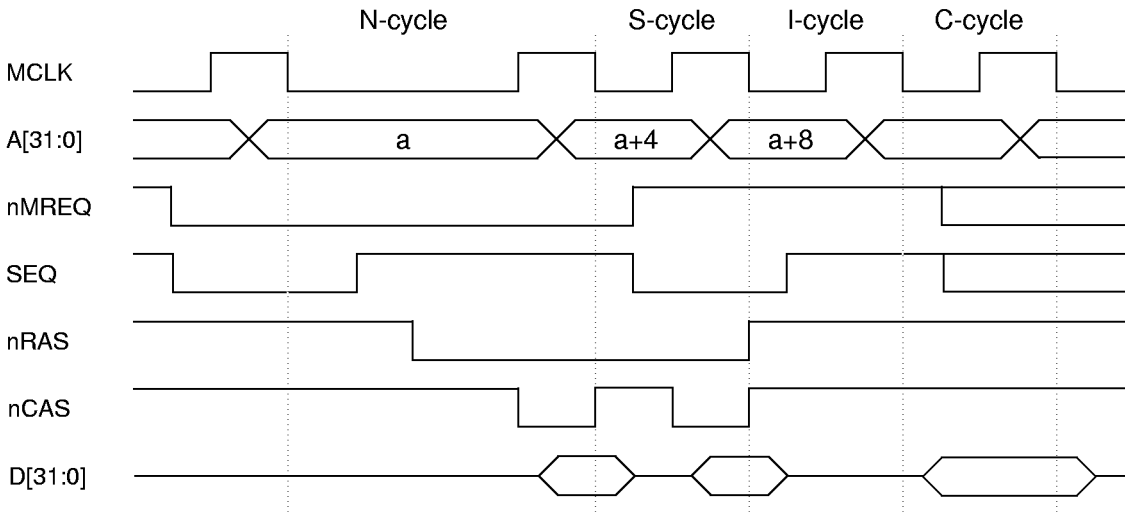 N-cycle S-cycle I-cycle C-cycle
MCLK
A[31:0] a a+4 a+8
nMREQ
SEQ
nRAS
nCAS
D[31:0]